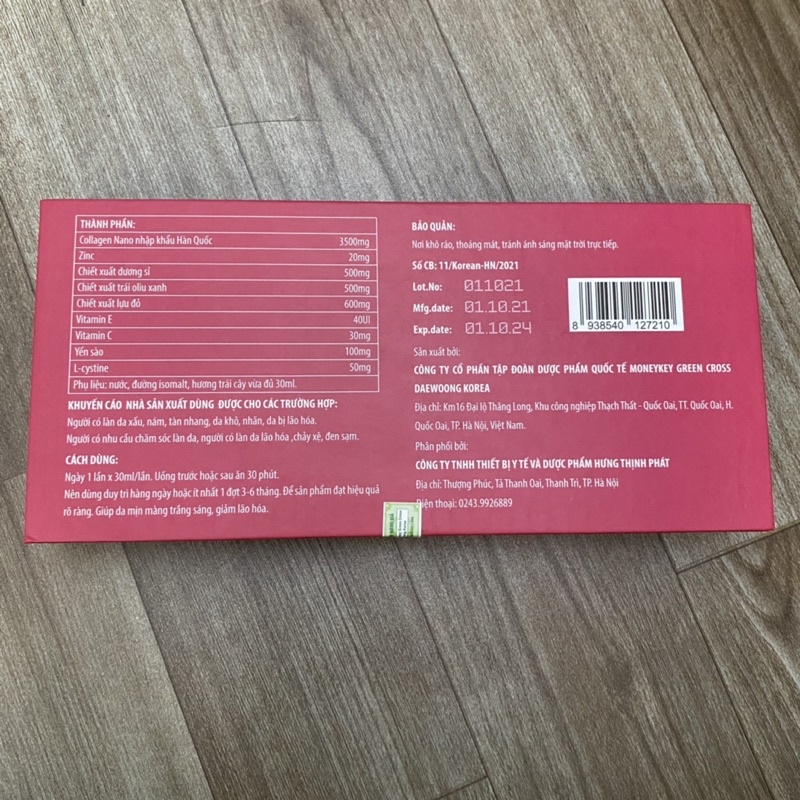 THÀNH PHẦN:
Collagen Nano nhập khẩu Hàn Quốc 3500mg
Zinc 20mg
Chiết xuất dương sỉ 500mg
Chiết xuất trái oliu xanh 500mg
Chiết xuất lựu đỏ 600mg
Vitamin E 40UI
Vitamin C 30mg
Yến sào 100mg
L-cystine 50mg
Phụ liệu: nước, đường isomalt, hương trái cây vừa đủ 30ml.
KHUYẾN CÁO NHÀ SẢN XUẤT DÙNG ĐƯỢC CHO CÁC TRƯỜNG HỢP:
Người có làn da xấu, nám, tàn nhang, da khô, nhăn, da bị lão hóa.
Người có nhu cầu chăm sóc làn da, người có làn da lão hóa ,chảy xệ, đen sạm.
CÁCH DÙNG:
Ngày 1 lần x 30ml/lần. Uống trước hoặc sau ăn 30 phút.
Nên dùng duy trì hàng ngày hoặc ít nhất 1 đợt 3-6 tháng. Để sản phẩm đạt hiệu quả
rõ ràng. Giúp da mịn màng trắng sáng, giảm lão hóa.
BẢO QUẢN:
Nơi khô ráo, thoáng mát, tránh ánh sáng mặt trời trực tiếp.
Số CB: 11/Korean-HN/2021
Lot.No: 011021
Mfg.date: 01.10.21
Exp.date: 01.10.24
8 938540 127210
Sản xuất bởi:
CÔNG TY CỔ PHẦN TẬP ĐOÀN DƯỢC PHẨM QUỐC TẾ MONEYKEY GREEN CROSS
DAEWOONG KOREA
Địa chỉ: Km16 Đại lộ Thăng Long, Khu công nghiệp Thạch Thất - Quốc Oai, TT. Quốc Oai, H.
Quốc Oai, TP. Hà Nội, Việt Nam.
Phân phối bởi:
CÔNG TY TNHH THIẾT BỊ Y TẾ VÀ DƯỢC PHẨM HƯNG THỊNH PHÁT
Địa chỉ: Thượng Phúc, Tả Thanh Oai, Thanh Trì, TP. Hà Nội
Điện thoại: 0243.9926889